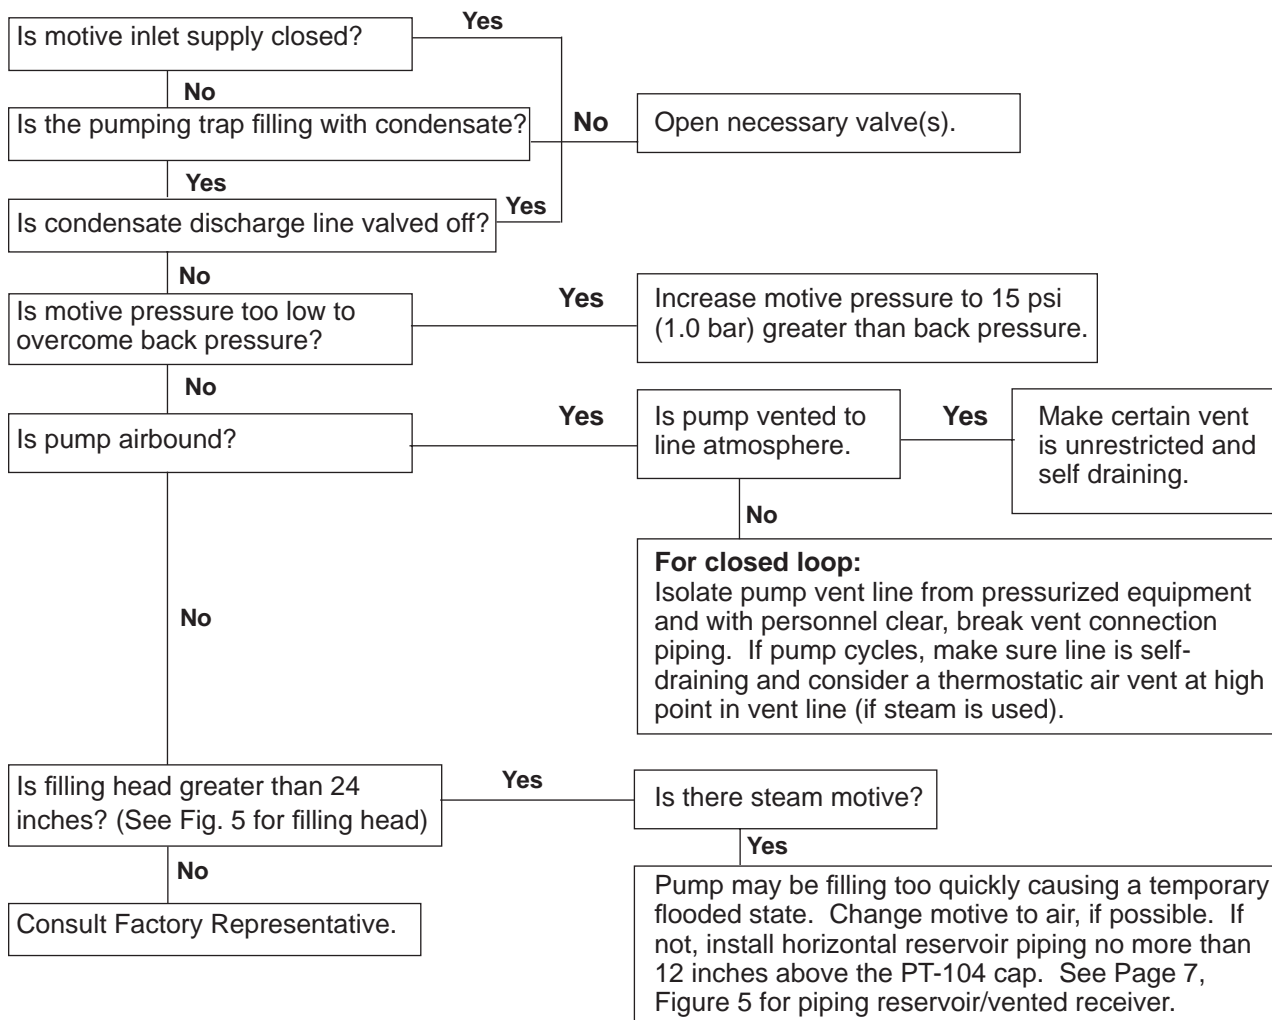 Is motive inlet supply closed?
Yes
No
Is the pumping trap filling with condensate?
No
Open necessary valve(s).
Yes
Is condensate discharge line valved off?
Yes
No
Is motive pressure too low to
overcome back pressure?
Yes
Increase motive pressure to 15 psi
(1.0 bar) greater than back pressure.
No
Is pump airbound?
Yes
Is pump vented to
line atmosphere.
Yes
Make certain vent
is unrestricted and
self draining.
No
For closed loop:
Isolate pump vent line from pressurized equipment
and with personnel clear, break vent connection
piping. If pump cycles, make sure line is self-
draining and consider a thermostatic air vent at high
point in vent line (if steam is used).
No
Is filling head greater than 24
inches? (See Fig. 5 for filling head)
Yes
Is there steam motive?
Yes
Pump may be filling too quickly causing a temporary
flooded state. Change motive to air, if possible. If
not, install horizontal reservoir piping no more than
12 inches above the PT-104 cap. See Page 7,
Figure 5 for piping reservoir/vented receiver.
No
Consult Factory Representative.